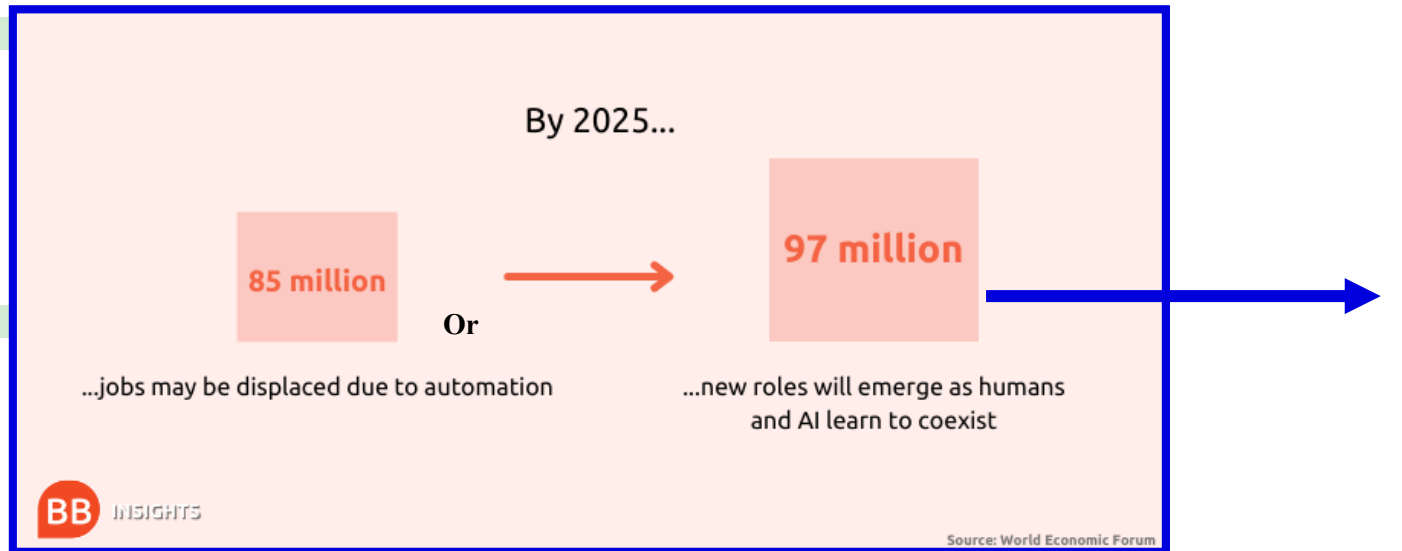 By 2025...
85 million
97 million
Or
...jobs may be displaced due to automation
...new roles will emerge as humans
and AI learn to coexist
BB INSIGHTS
Source: World Economic Forum